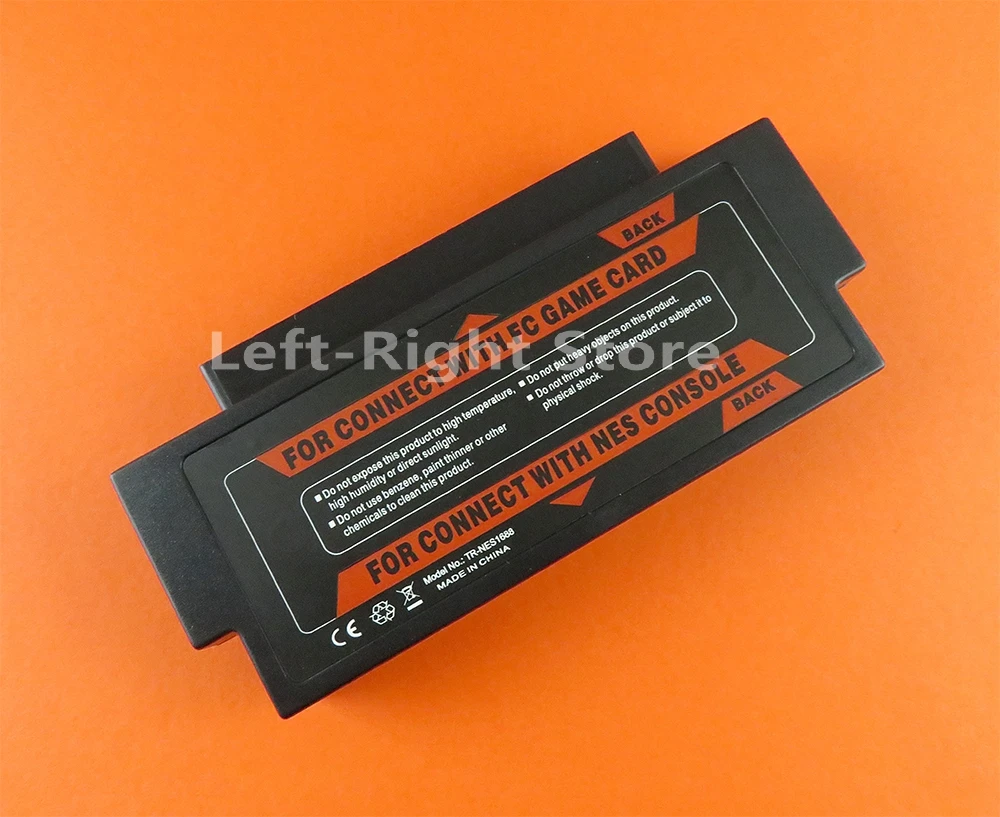 BACK
FOR CONNECT WITH FC GAME CARD
Left-Right Store
■ Do not expose this product to high temperature,
high humidity or direct sunlight.
■ Do not use benzene, paint thinner or other
chemicals to clean this product.
■ Do not put heavy objects on this product.
■ Do not throw or drop this product or subject it to
physical shock.
FOR CONNECT WITH NES CONSOLE
BACK
CE
Model No.: TR-NES1688
MADE IN CHINA